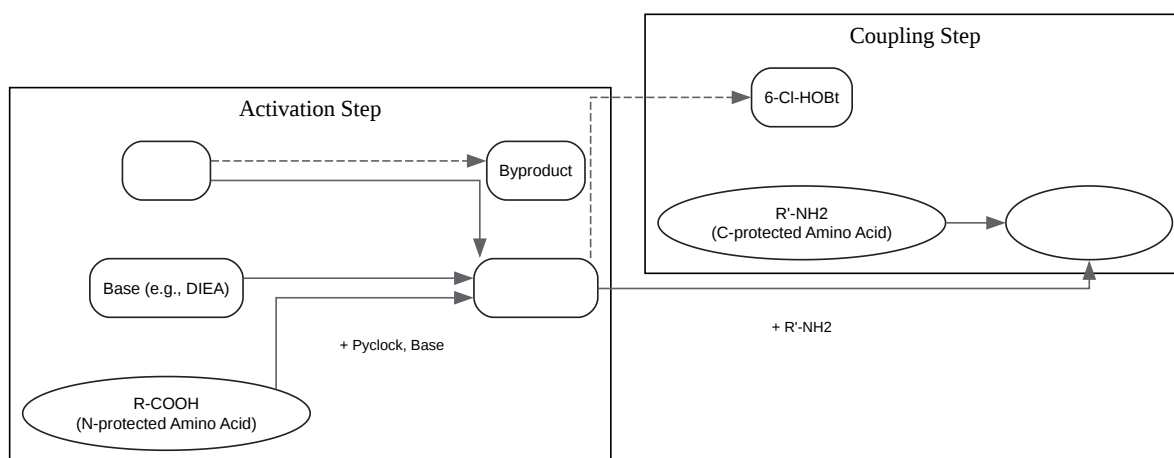 Coupling Step
6-Cl-HOBt
Activation Step
Byproduct
R'-NH2
(C-protected Amino Acid)
Base (e.g., DIEA)
+ R'-NH2
+ Pyclock, Base
R-COOH
(N-protected Amino Acid)